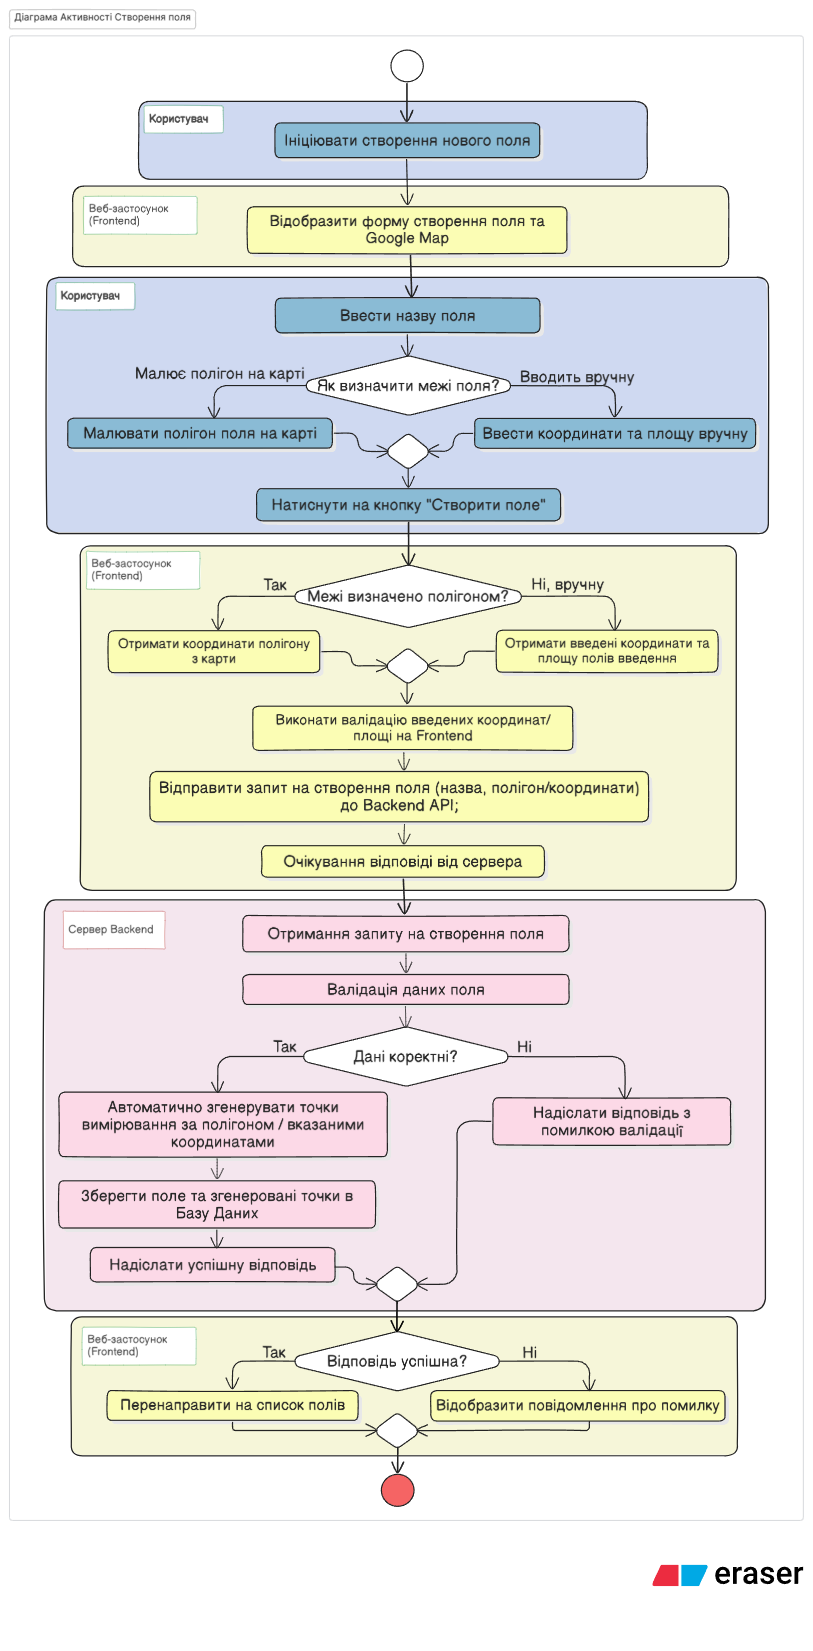 Діаграма Активності Створення поля
Користувач
Ініціювати створення нового поля
Веб-застосунок
(Frontend)
Відобразити форму створення поля та
Google Map
Користувач
Ввести назву поля
Малює полігон на карті
Як визначити межі поля?
Вводить вручну
Малювати полігон поля на карті
Ввести координати та площу вручну
Натиснути на кнопку "Створити поле"
Веб-застосунок
(Frontend)
Так
Межі визначено полігоном?
Ні, вручну
Отримати координати полігону
з карти
Отримати введені координати та
площу полів введення
Виконати валідацію введених координат/
площі на Frontend
Відправити запит на створення поля (назва, полігон/координати)
до Backend API;
Очікування відповіді від сервера
Сервер Backend
Отримання запиту на створення поля
Валідація даних поля
Так
Дані коректні?
Ні
Автоматично згенерувати точки
вимірювання за полігоном / вказаними
координатами
Надіслати відповідь з
помилкою валідації
Зберегти поле та згенеровані точки в
Базу Даних
Надіслати успішну відповідь
Веб-застосунок
(Frontend)
Так
Відповідь успішна?
Ні
Перенаправити на список полів
Відобразити повідомлення про помилку
eraser